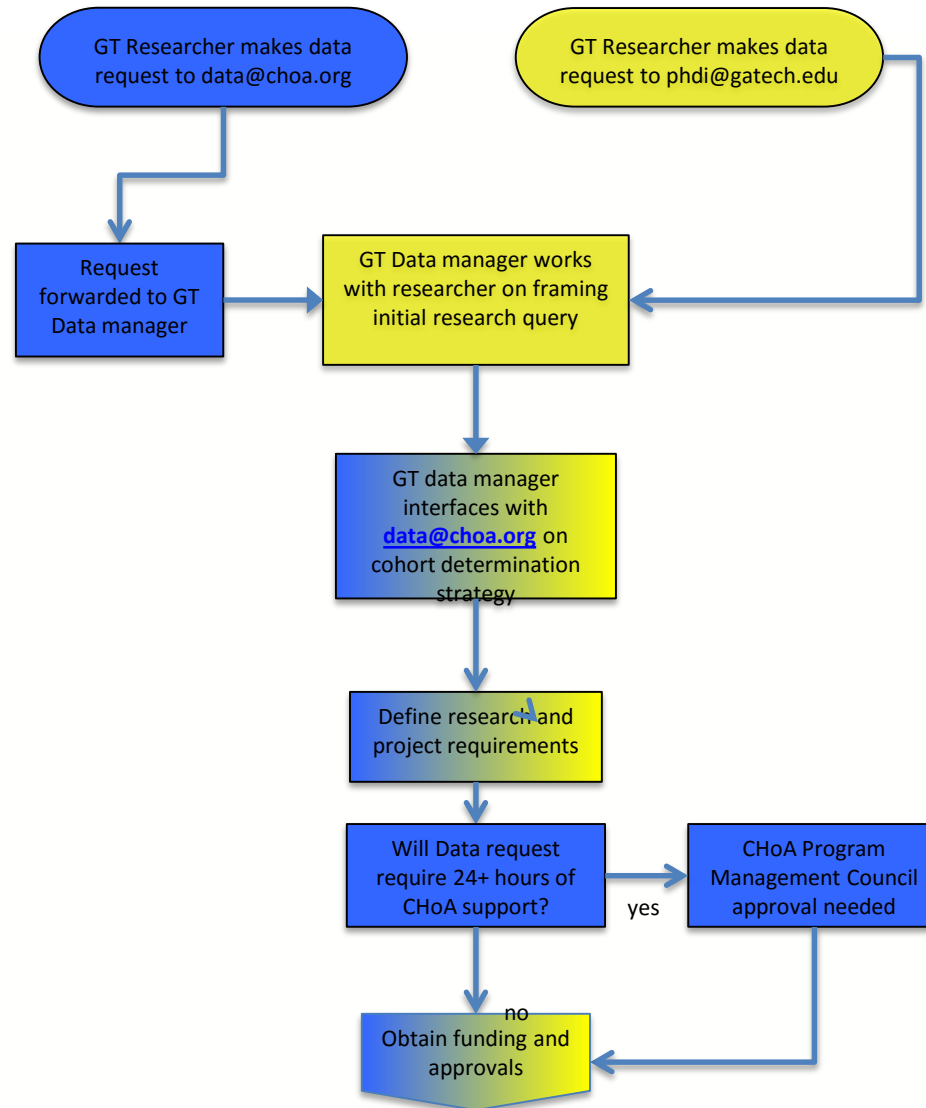 GT Researcher makes data
request to data@choa.org
GT Researcher makes data
request to phdi@gatech.edu
Request
forwarded to GT
Data manager
GT Data manager works
with researcher on framing
initial research query
GT data manager
interfaces with
data@choa.org on
cohort determination
strategy
Define research and
project requirements
Will Data request
require 24+ hours of
CHoA support?
yes
CHoA Program
Management Council
approval needed
no
Obtain funding and
approvals